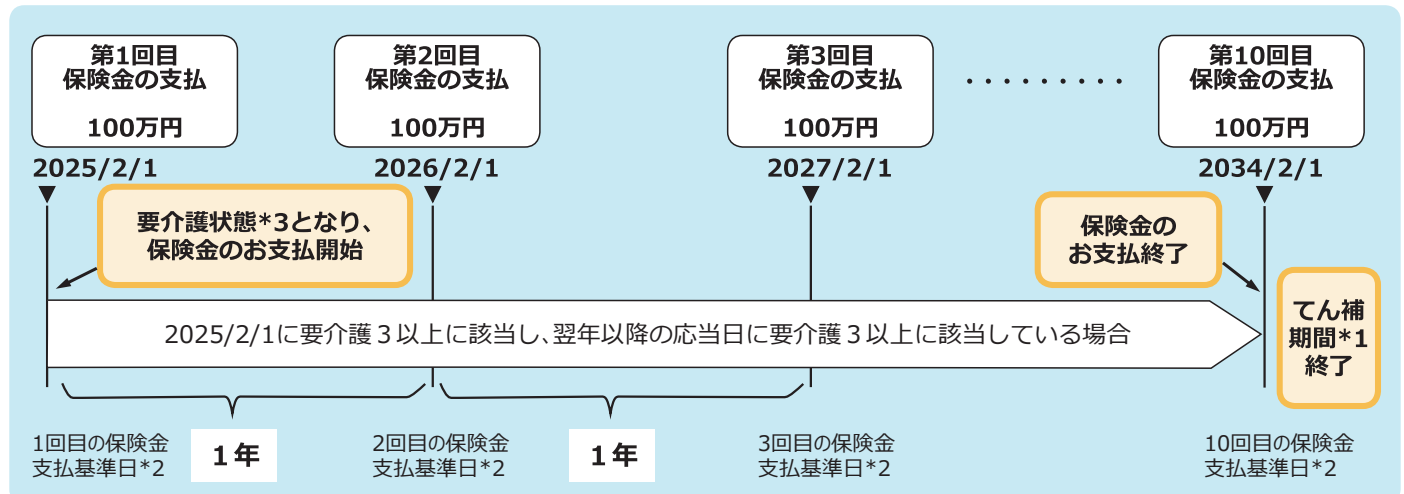 第1回目
保険金の支払
100万円
第2回目
保険金の支払
100万円
第3回目
保険金の支払
100万円
・・・・・・・・・
第10回目
保険金の支払
100万円
2025/2/1
2026/2/1
2027/2/1
2034/2/1
要介護状態*3となり、
保険金のお支払開始
保険金の
お支払終了
てん補
期間*1
終了
2025/2/1に要介護３以上に該当し、翌年以降の応当日に要介護３以上に該当している場合
1回目の保険金
支払基準日*2
１年
2回目の保険金
支払基準日*2
１年
3回目の保険金
支払基準日*2
10回目の保険金
支払基準日*2